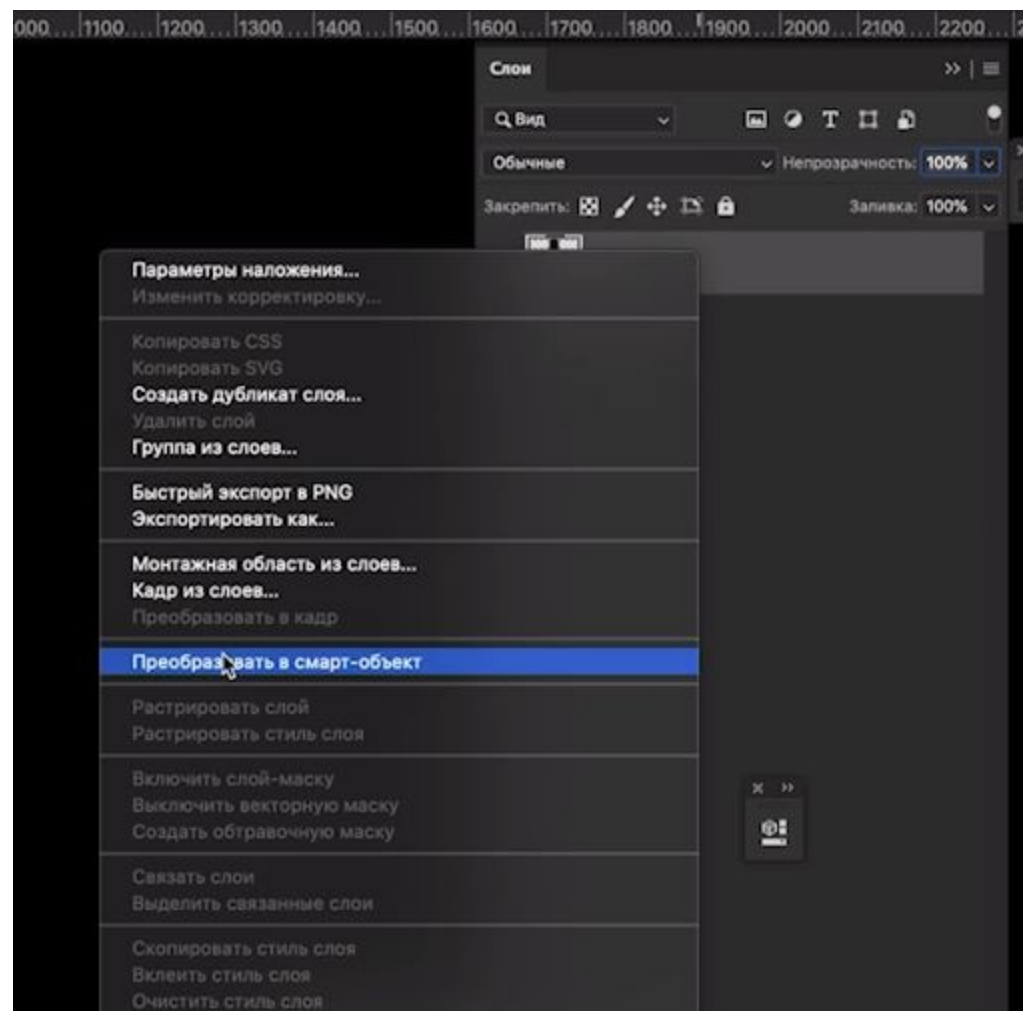 000 1100 1200 1300 1400 1500 1600 1700 1800 1900 2000 2100 2200 2
Слои
Вид
Обычные Непрозрачность: 100%
Закрепить: Заливка: 100%
Параметры наложения...
Изменить корректировку...
Копировать CSS
Копировать SVG
Создать дубликат слоя...
Удалить слой
Группа из слоев...
Быстрый экспорт в PNG
Экспортировать как...
Монтажная область из слоев...
Кадр из слоев...
Преобразовать в кадр
Преобразовать в смарт-объект
Растрировать слой
Растрировать стиль слоя
Включить слой-маску
Выключить векторную маску
Создать обтравочную маску
Связать слои
Выделить связанные слои
Скопировать стиль слоя
Вклеить стиль слоя
Очистить стиль слоя